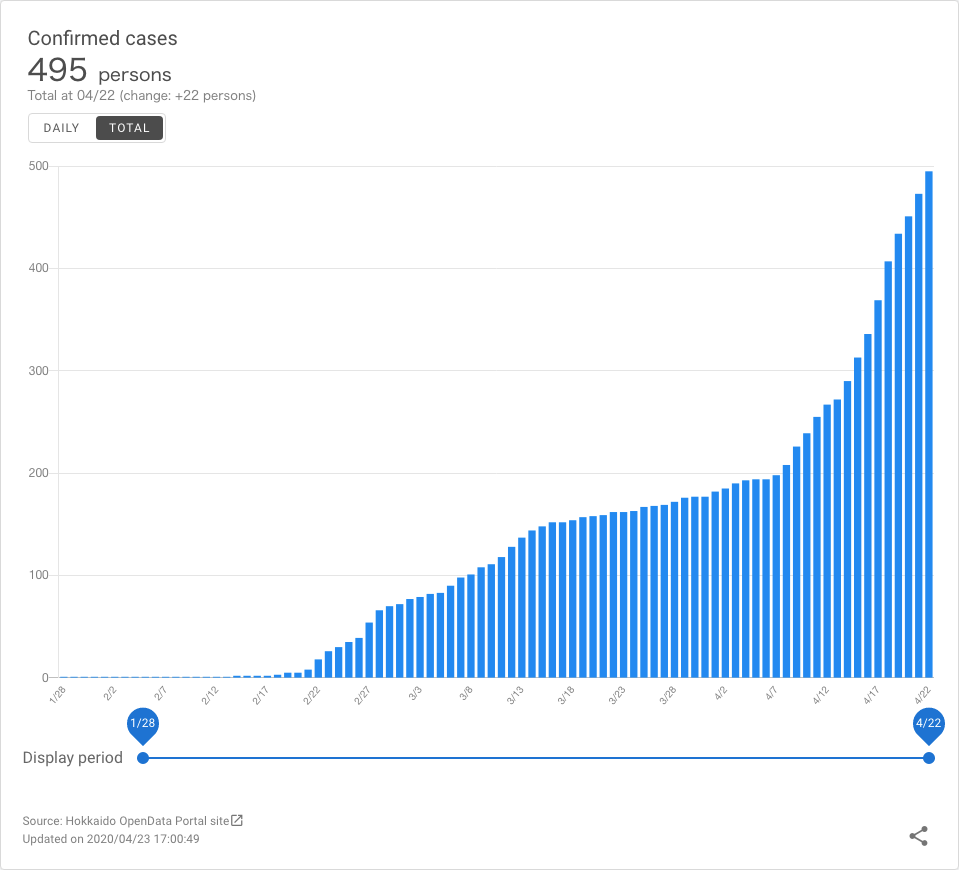 Confirmed cases
495 persons
Total at 04/22 (change: +22 persons)
DAILY TOTAL
500
400
300
200
100
0
1/28 2/2 2/7 2/12 2/17 2/22 2/27 3/3 3/8 3/13 3/18 3/23 3/28 4/2 4/7 4/12 4/17 4/22
1/28 4/22
Display period
Source: Hokkaido OpenData Portal site
Updated on 2020/04/23 17:00:49